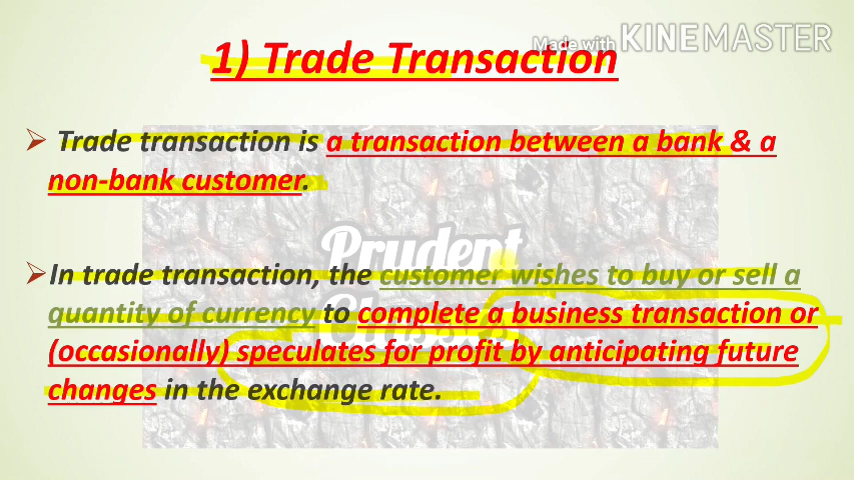 Made with KINEMASTER
1) Trade Transaction
➢ Trade transaction is a transaction between a bank & a
non-bank customer.
Prudent
➢ In trade transaction, the customer wishes to buy or sell a
quantity of currency to complete a business transaction or
(occasionally) speculates for profit by anticipating future
changes in the exchange rate.